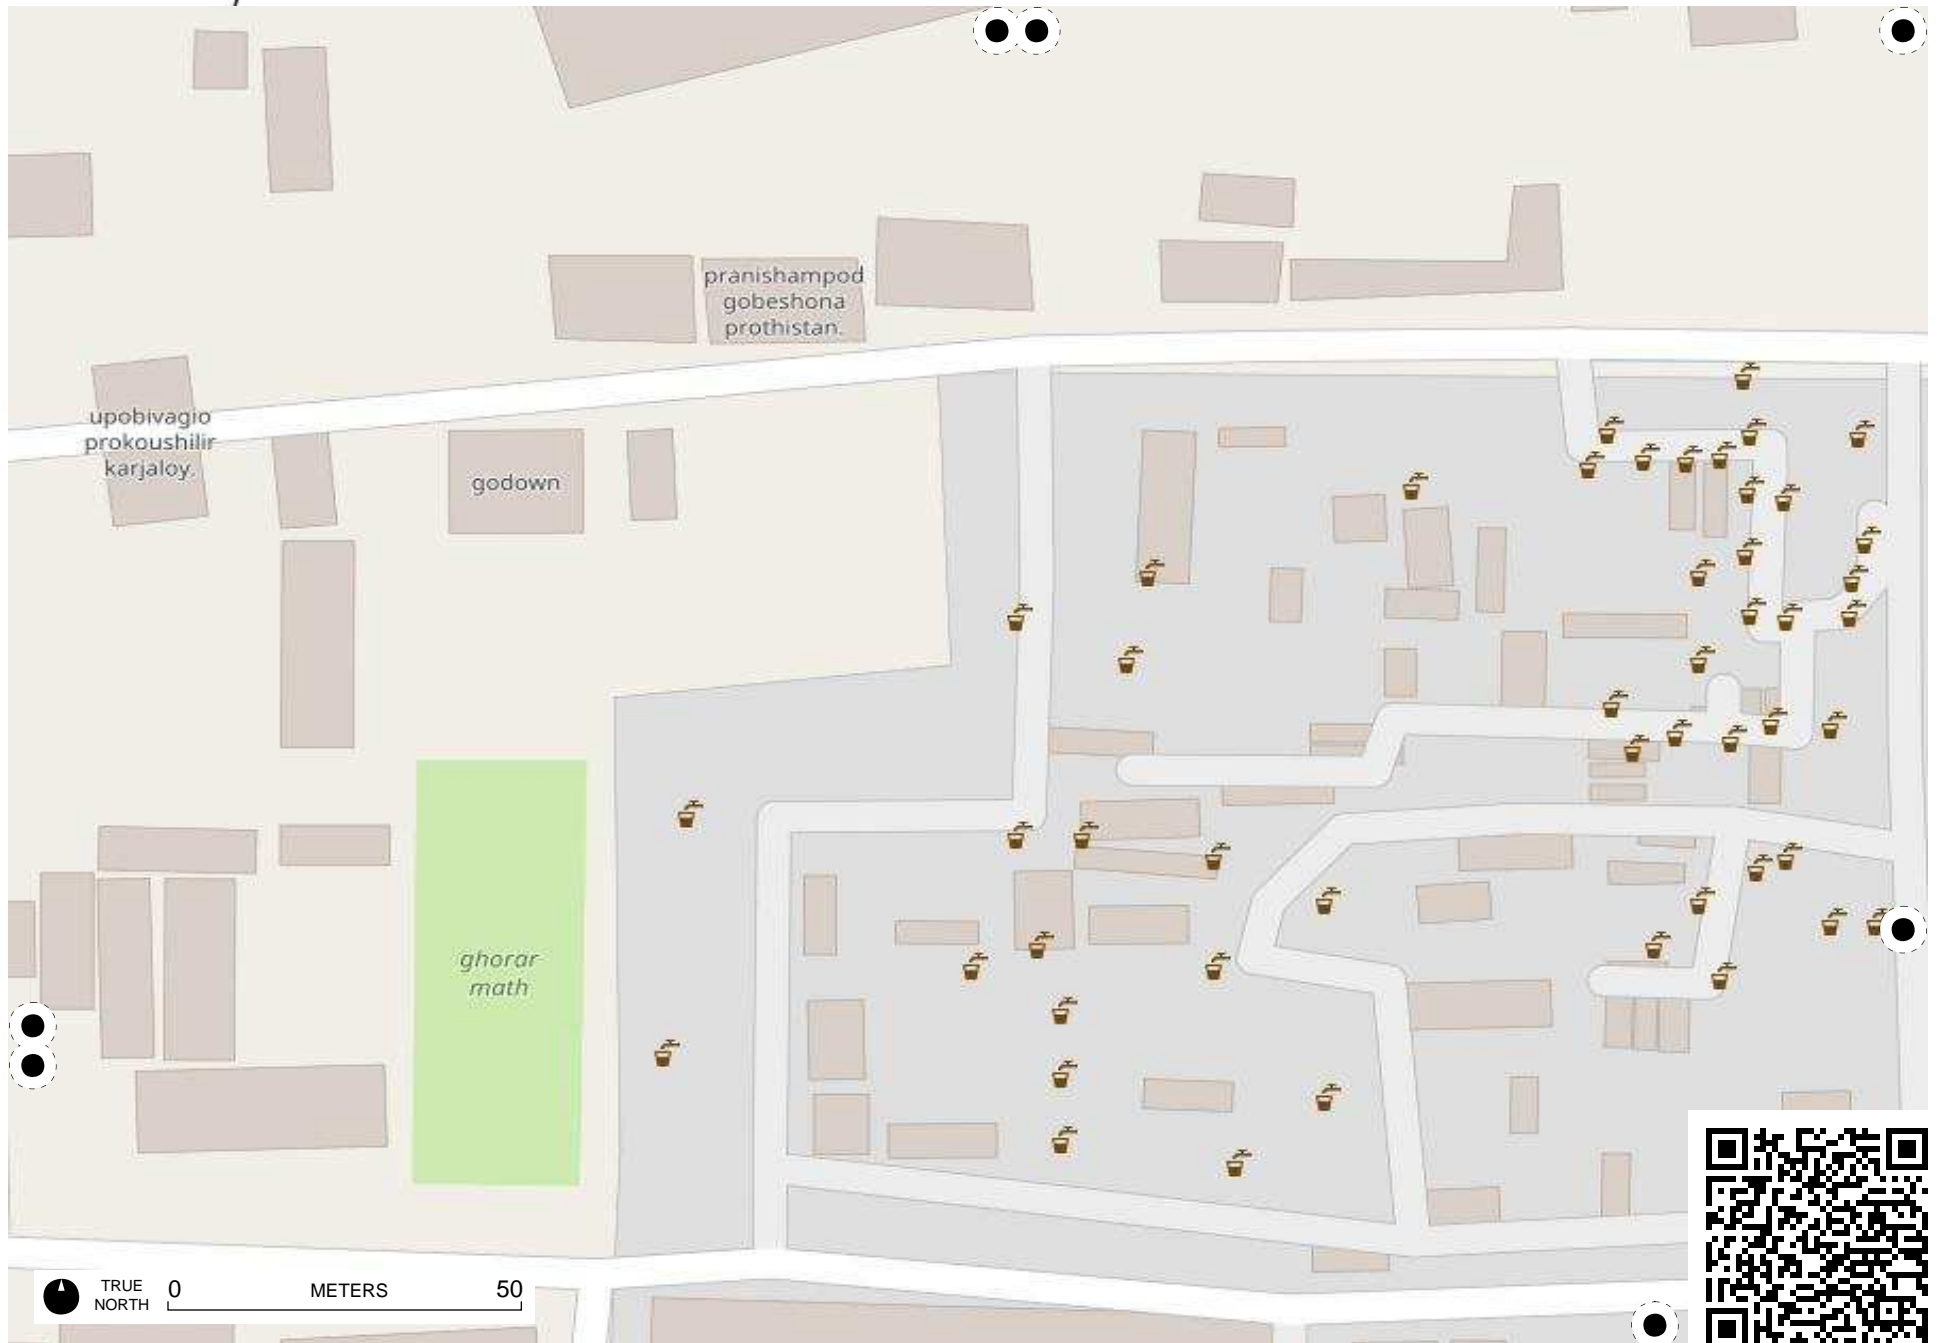 pranishampod
gobeshona
prothistan.
upobivagio
prokoushilir
karjaloy.
godown
ghorar
math
TRUE
NORTH
0 METERS 50